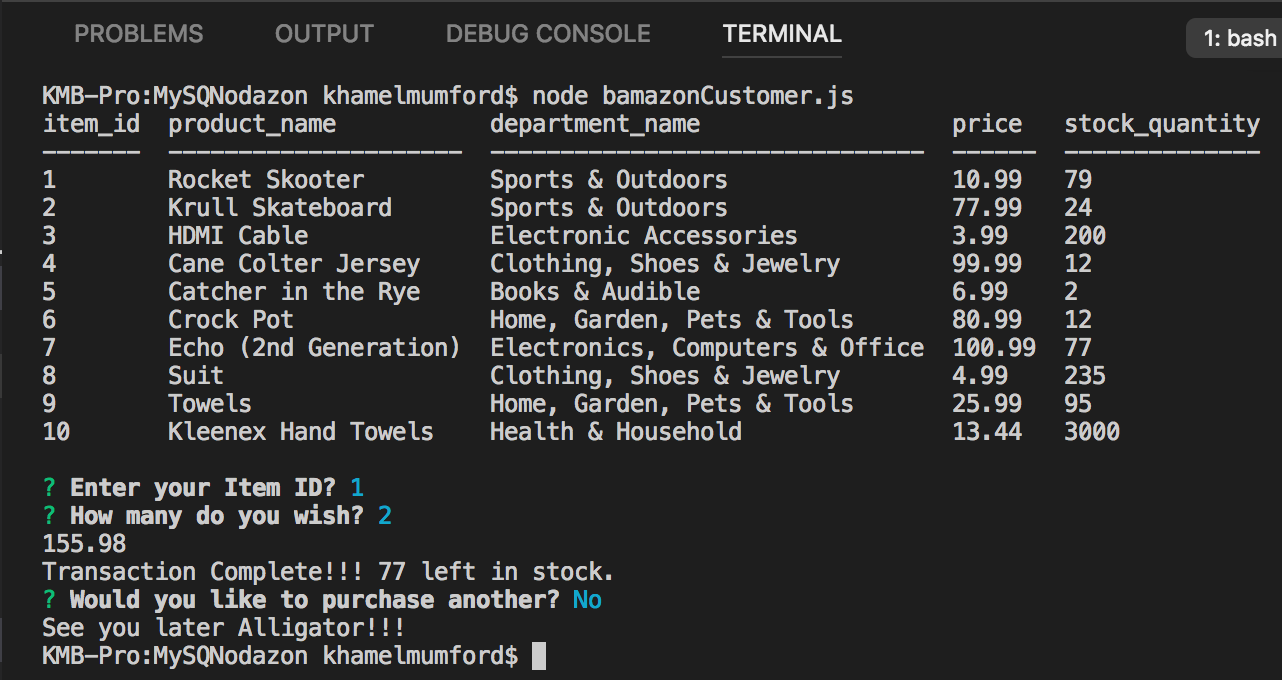 PROBLEMS OUTPUT DEBUG CONSOLE TERMINAL 1: bash
KMB-Pro:MySQNodazon khamelmumford$ node bamazonCustomer.js
item_id product_name department_name price stock_quantity
------- --------------------- ------------------------------- ------ --------------
1 Rocket Skooter Sports & Outdoors 10.99 79
2 Krull Skateboard Sports & Outdoors 77.99 24
3 HDMI Cable Electronic Accessories 3.99 200
4 Cane Colter Jersey Clothing, Shoes & Jewelry 99.99 12
5 Catcher in the Rye Books & Audible 6.99 2
6 Crock Pot Home, Garden, Pets & Tools 80.99 12
7 Echo (2nd Generation) Electronics, Computers & Office 100.99 77
8 Suit Clothing, Shoes & Jewelry 4.99 235
9 Towels Home, Garden, Pets & Tools 25.99 95
10 Kleenex Hand Towels Health & Household 13.44 3000
? Enter your Item ID? 1
? How many do you wish? 2
155.98
Transaction Complete!!! 77 left in stock.
? Would you like to purchase another? No
See you later Alligator!!!
KMB-Pro:MySQNodazon khamelmumford$